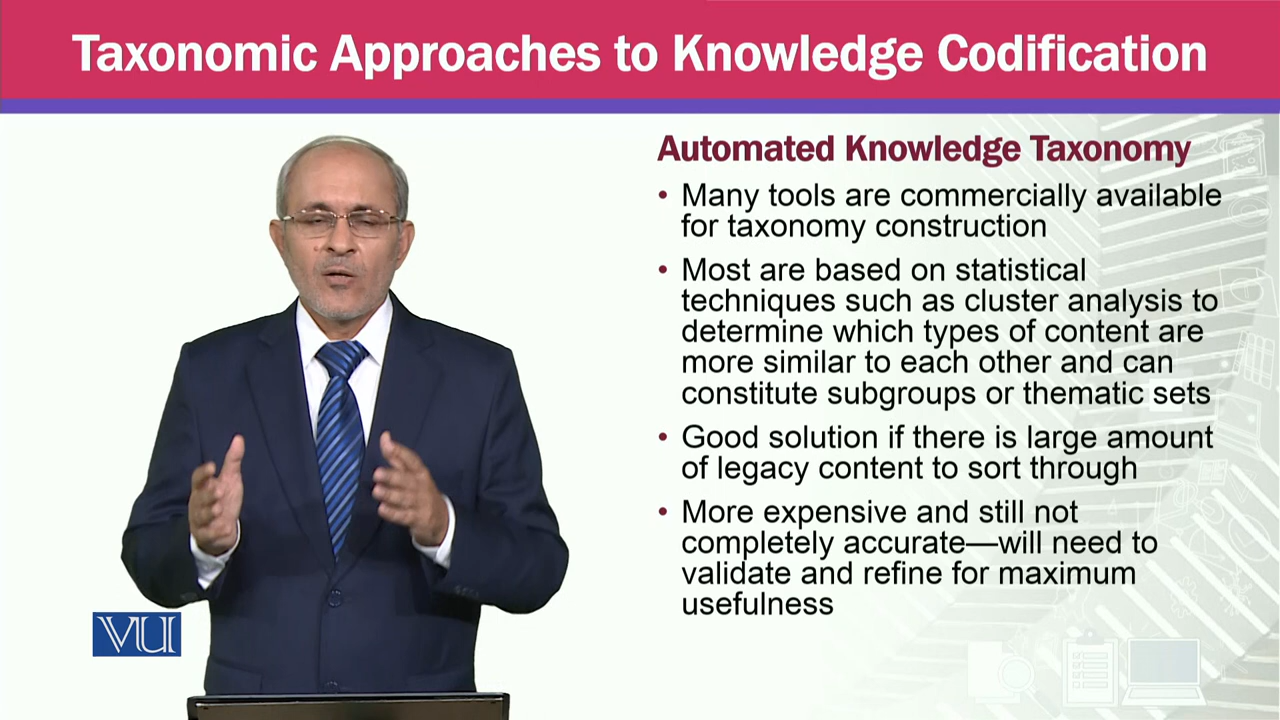 Taxonomic Approaches to Knowledge Codification
Automated Knowledge Taxonomy
• Many tools are commercially available
for taxonomy construction
• Most are based on statistical
techniques such as cluster analysis to
determine which types of content are
more similar to each other and can
constitute subgroups or thematic sets
• Good solution if there is large amount
of legacy content to sort through
• More expensive and still not
completely accurate—will need to
validate and refine for maximum
usefulness
VU